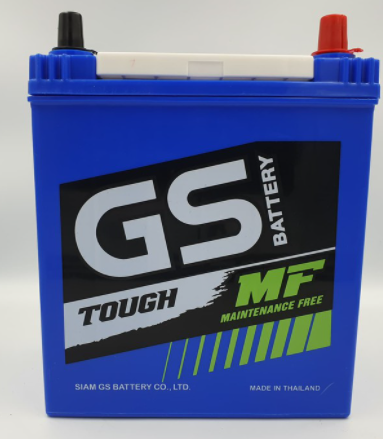 GS
BATTERY
TOUGH
MF
MAINTENANCE FREE
SIAM GS BATTERY CO., LTD.
MADE IN THAILAND